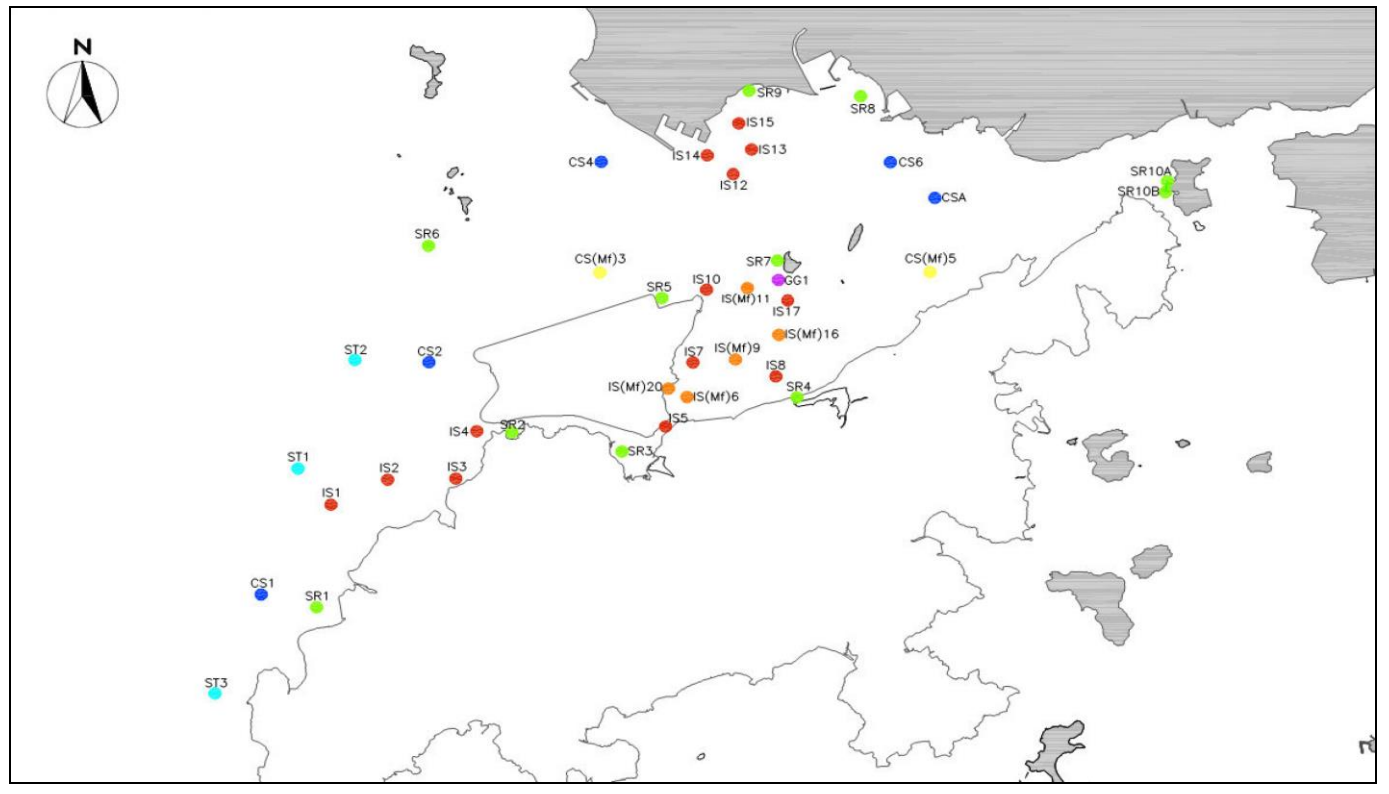 N
SR9
SR8
IS15
IS13
IS14
CS4
CS6
IS12
SR10A
SR10B
CSA
SR6
CS(Mf)3
SR7
CS(Mf)5
IS10
GG1
SR5
IS(Mf)11
IS17
IS(Mf)16
ST2
CS2
IS7
IS(Mf)9
IS8
IS(Mf)20
IS(Mf)6
SR4
IS5
SR2
IS4
SR3
ST1
IS2
IS3
IS1
CS1
SR1
ST3